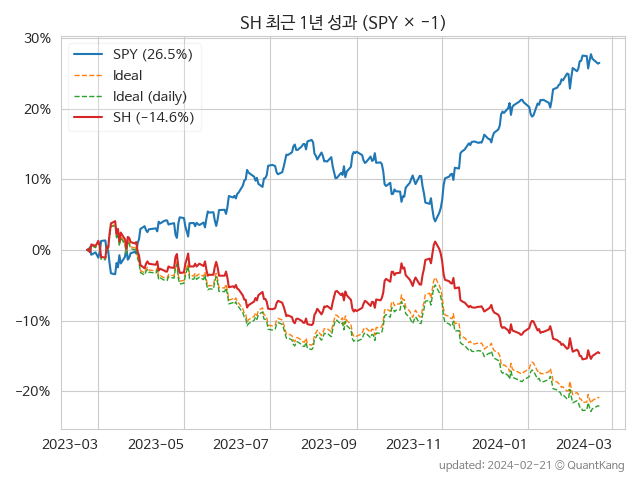 SH 최근 1년 성과 (SPY × −1)
30%
20%
10%
0%
−10%
−20%
SPY (26.5%)
Ideal
Ideal (daily)
SH (−14.6%)
2023−03
2023−05
2023−07
2023−09
2023−11
2024−01
2024−03
updated: 2024−02−21 ⓒ QuantKang